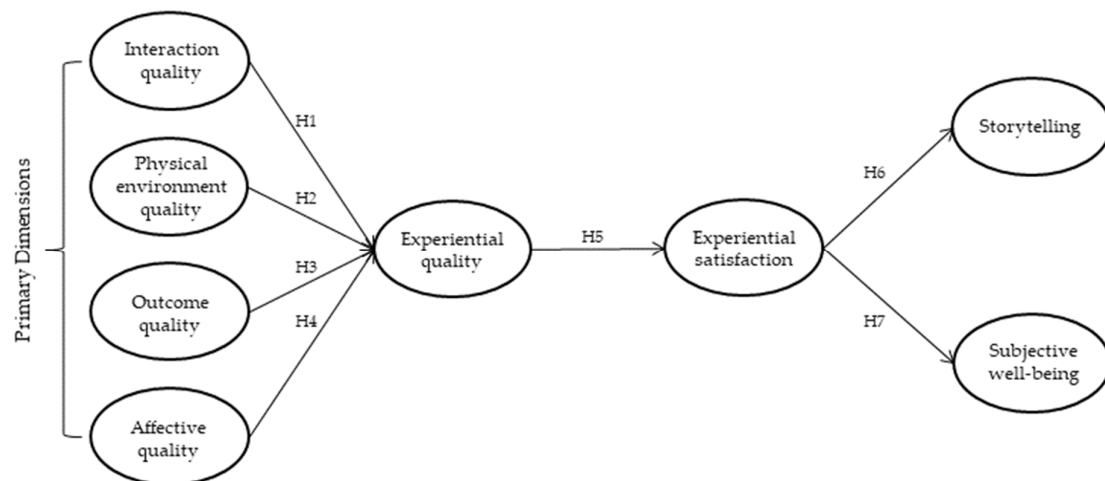 Primary Dimensions
Interaction
quality
Physical
environment
quality
Outcome
quality
Affective
quality
H1
H2
H3
H4
Experiential
quality
H5
Experiential
satisfaction
H6
H7
Storytelling
Subjective
well-being